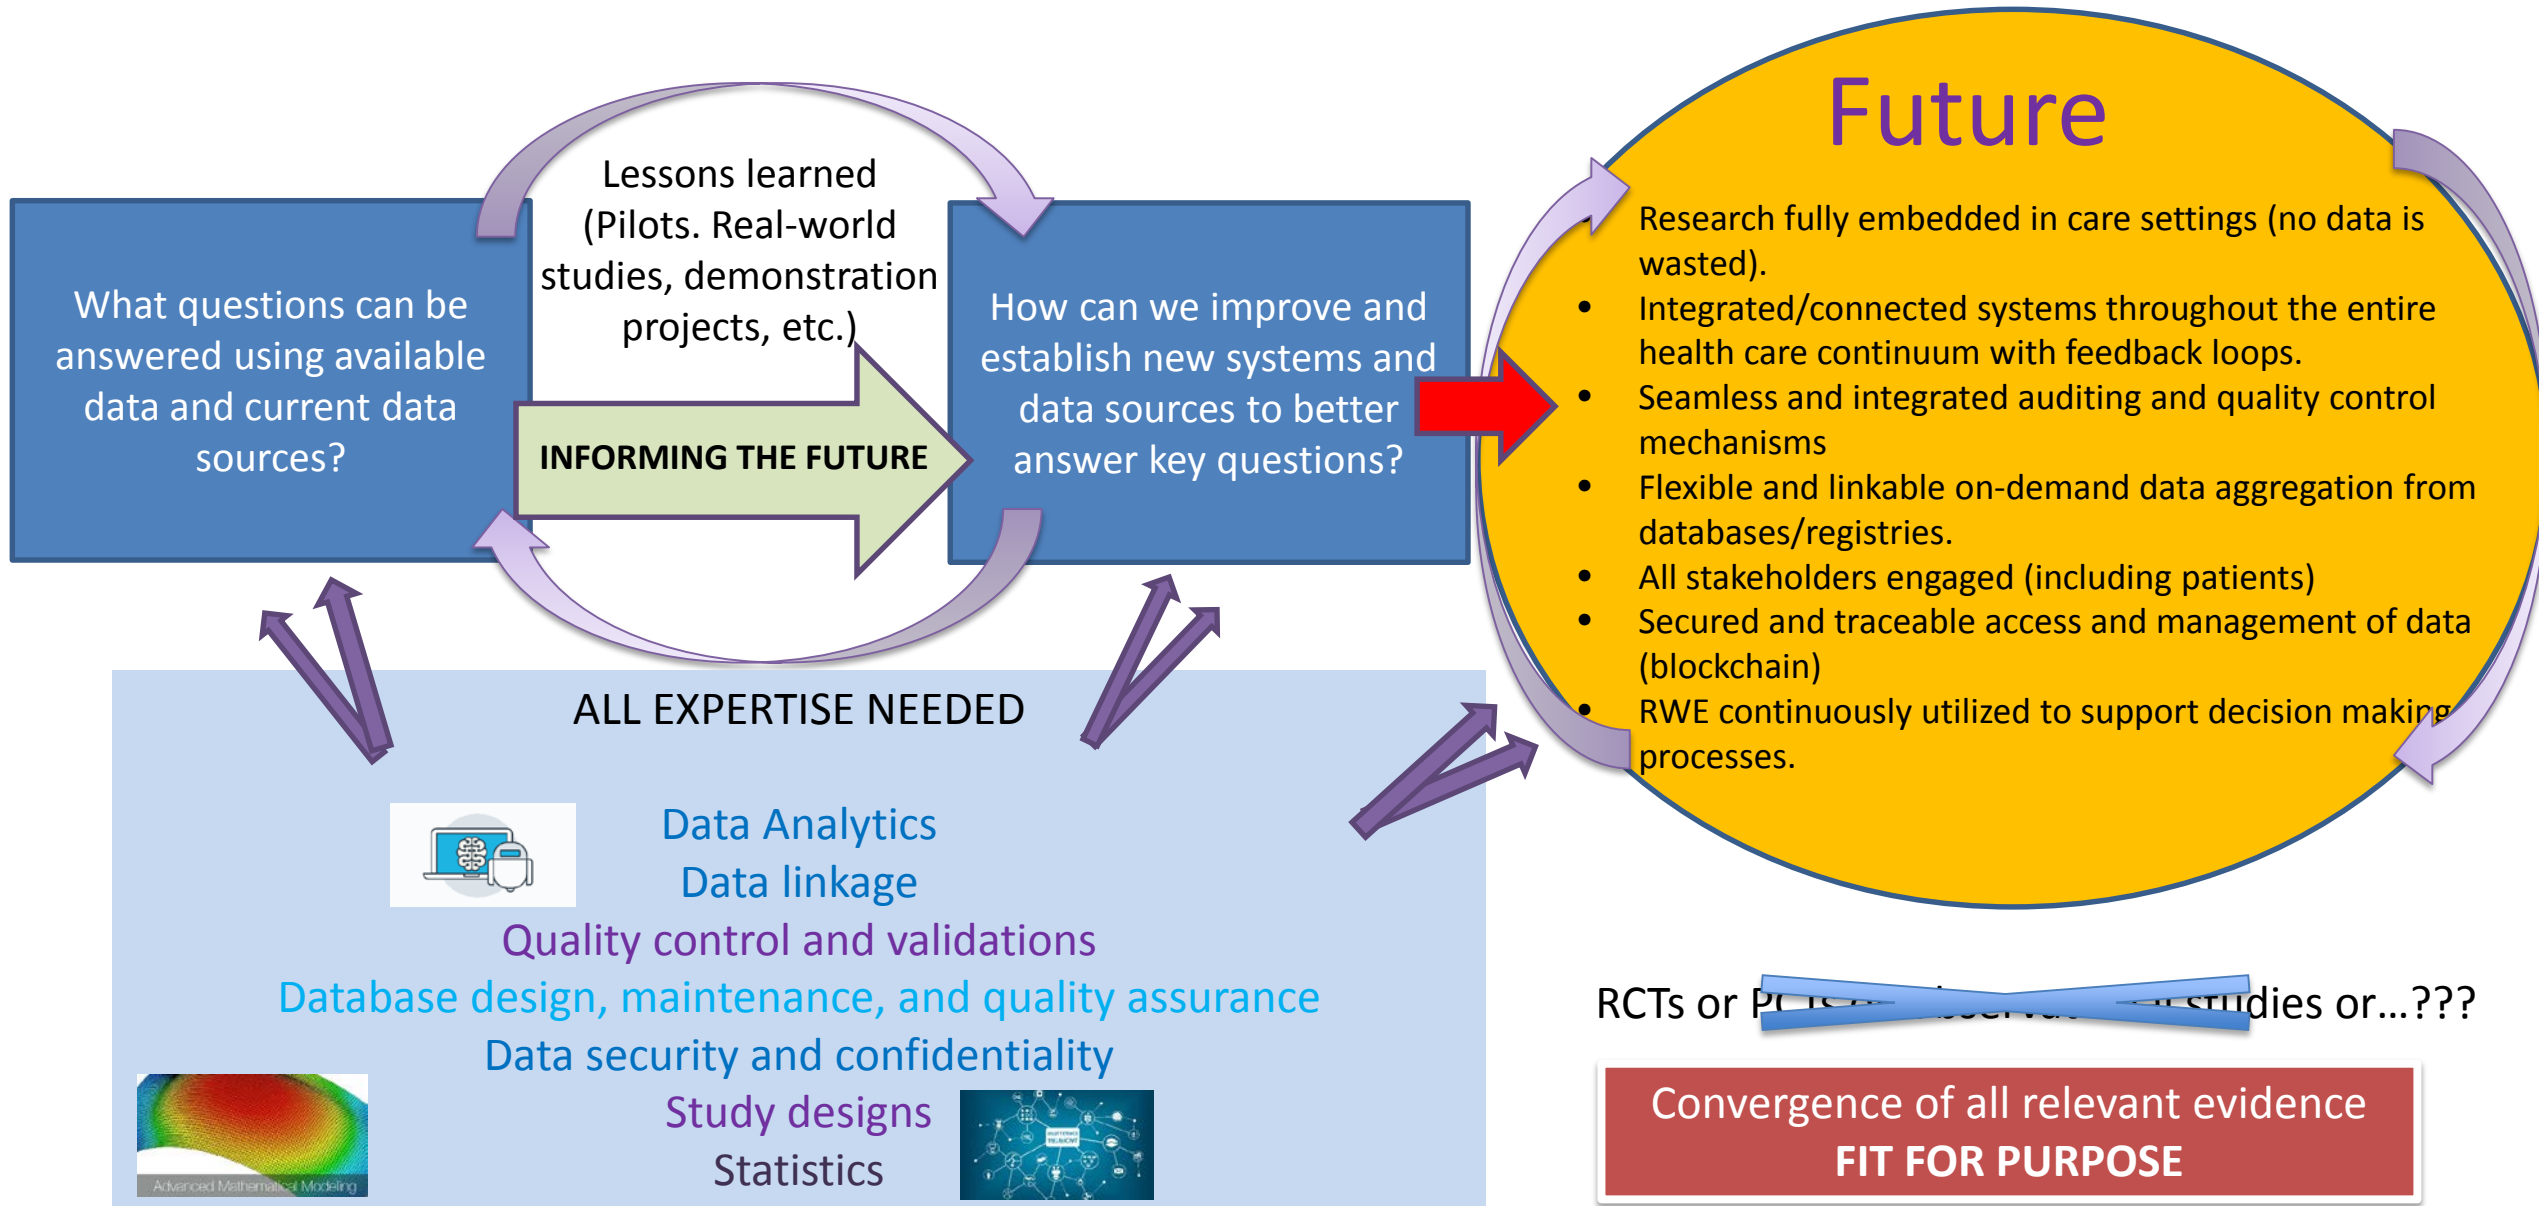 What questions can be
answered using available
data and current data
sources?
Lessons learned
(Pilots. Real-world
studies, demonstration
projects, etc.)
INFORMING THE FUTURE
How can we improve and
establish new systems and
data sources to better
answer key questions?
Future
Research fully embedded in care settings (no data is
wasted).
• Integrated/connected systems throughout the entire
health care continuum with feedback loops.
• Seamless and integrated auditing and quality control
mechanisms
• Flexible and linkable on-demand data aggregation from
databases/registries.
• All stakeholders engaged (including patients)
• Secured and traceable access and management of data
(blockchain)
• RWE continuously utilized to support decision making
processes.
ALL EXPERTISE NEEDED
Data Analytics
Data linkage
Quality control and validations
Database design, maintenance, and quality assurance
Data security and confidentiality
Study designs
Statistics
Advanced Mathematical Modeling
RCTs or PCTs studies or...???
Convergence of all relevant evidence
FIT FOR PURPOSE